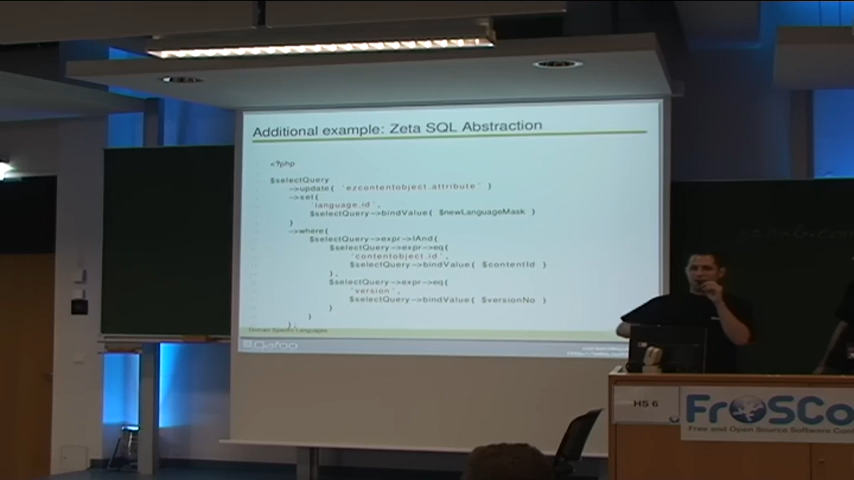 Additional example: Zeta SQL Abstraction
<?php
$selectQuery
->update( 'ezcontentobject_attribute' )
->set(
'language_id',
$selectQuery->bindValue( $newLanguageMask )
)
->where(
$selectQuery->expr->lAnd(
$selectQuery->expr->eq(
'contentobject_id',
$selectQuery->bindValue( $contentId )
),
$selectQuery->expr->eq(
'version',
$selectQuery->bindValue( $versionNo )
)
)
);
Domain Specific Languages
Qafoo
HS 6
FrOSCo
Free and Open Source Software Con